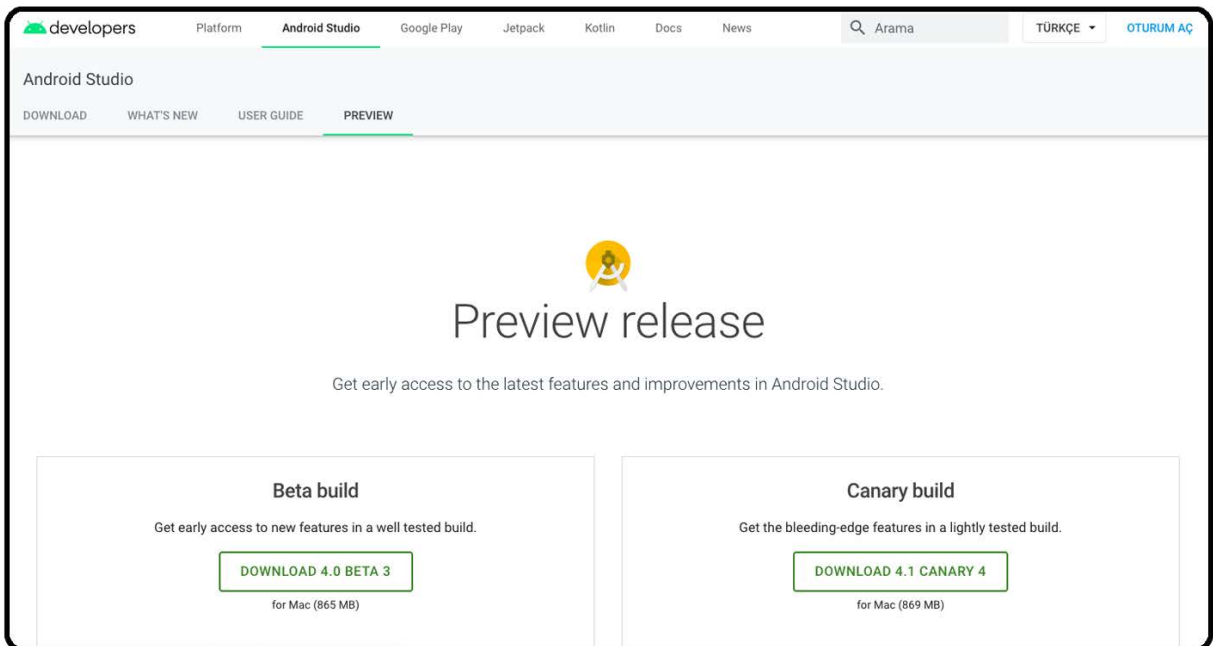 developers Platform Android Studio Google Play Jetpack Kotlin Docs News Arama TÜRKÇE OTURUM AÇ
Android Studio
DOWNLOAD WHAT'S NEW USER GUIDE PREVIEW
Preview release
Get early access to the latest features and improvements in Android Studio.
Beta build
Get early access to new features in a well tested build.
DOWNLOAD 4.0 BETA 3
for Mac (865 MB)
Canary build
Get the bleeding-edge features in a lightly tested build.
DOWNLOAD 4.1 CANARY 4
for Mac (869 MB)